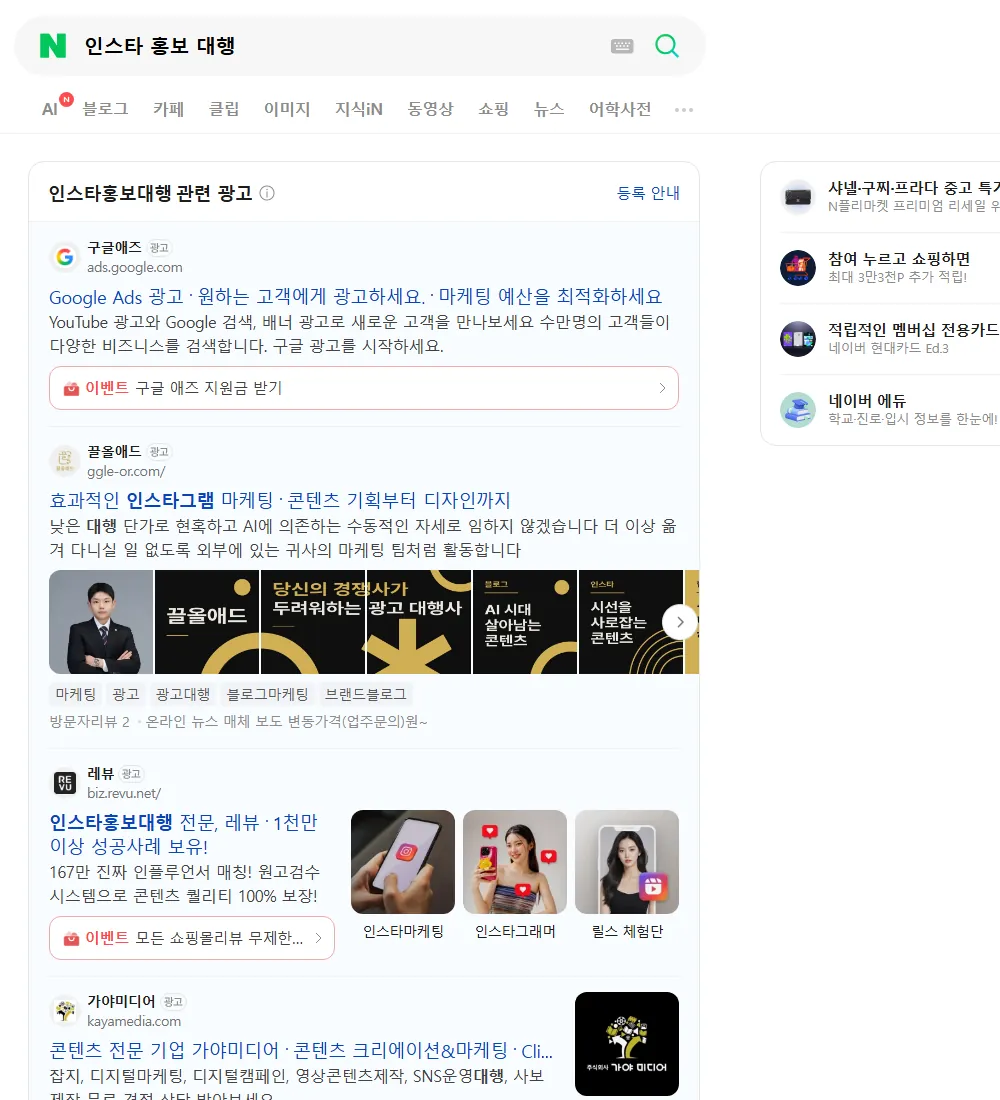 인스타 홍보 대행
AI N 블로그 카페 클립 이미지 지식iN 동영상 쇼핑 뉴스 어학사전
인스타홍보대행 관련 광고
등록 안내
구글애즈 광고
ads.google.com
Google Ads 광고 · 원하는 고객에게 광고하세요. · 마케팅 예산을 최적화하세요
YouTube 광고와 Google 검색, 배너 광고로 새로운 고객을 만나보세요 수만명의 고객들이
다양한 비즈니스를 검색합니다. 구글 광고를 시작하세요.
이벤트 구글 애즈 지원금 받기
끌올애드 광고
ggle-or.com/
효과적인 인스타그램 마케팅 · 콘텐츠 기획부터 디자인까지
낮은 대행 단가로 현혹하고 AI에 의존하는 수동적인 자세로 임하지 않겠습니다 더 이상 옮
겨 다니실 일 없도록 외부에 있는 귀사의 마케팅 팀처럼 활동합니다
끌올애드
당신의 경쟁사가
두려워하는 광고 대행사
블로그
AI 시대
살아남는
콘텐츠
인스타
시선을
사로잡는
콘텐츠
마케팅 광고 광고대행 블로그마케팅 브랜드블로그
방문자리뷰 2 · 온라인 뉴스 매체 보도 변동가격(업주문의)원~
REVU
레뷰 광고
biz.revu.net/
인스타홍보대행 전문, 레뷰 · 1천만
이상 성공사례 보유!
167만 진짜 인플루언서 매칭! 원고검수
시스템으로 콘텐츠 퀄리티 100% 보장!
이벤트 모든 쇼핑몰리뷰 무제한...
인스타마케팅
인스타그래머
릴스 체험단
가야미디어 광고
kayamedia.com
콘텐츠 전문 기업 가야미디어 · 콘텐츠 크리에이션&마케팅 · Cli...
잡지, 디지털마케팅, 디지털캠페인, 영상콘텐츠제작, SNS운영대행, 사보
제작 무료 견적 상담 받아보세요
주식회사 가야 미디어
샤넬·구찌·프라다 중고 특가
N플리마켓 프리미엄 리세일 위
참여 누르고 쇼핑하면
최대 3만3천P 추가 적립!
적립적인 멤버십 전용카드
네이버 현대카드 Ed.3
네이버 에듀
학교·진로·입시 정보를 한눈에!